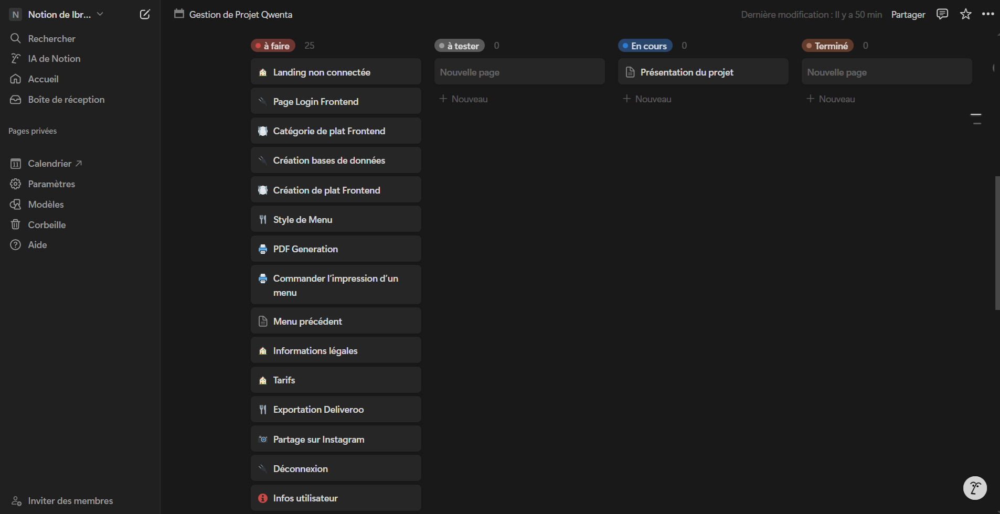 N Notion de Ibr...
Rechercher
IA de Notion
Accueil
Boîte de réception
Pages privées
11 Calendrier
Paramètres
Modèles
Corbeille
Aide
Inviter des membres
Gestion de Projet Qwenta
Dernière modification : Il y a 50 min Partager
à faire 25
Landing non connectée
Page Login Frontend
Catégorie de plat Frontend
Création bases de données
Création de plat Frontend
Style de Menu
PDF Generation
Commander l’impression d’un
menu
Menu précédent
Informations légales
Tarifs
Exportation Deliveroo
Partage sur Instagram
Déconnexion
Infos utilisateur
à tester 0
Nouvelle page
Nouveau
En cours 0
Présentation du projet
Nouveau
Terminé 0
Nouvelle page
Nouveau